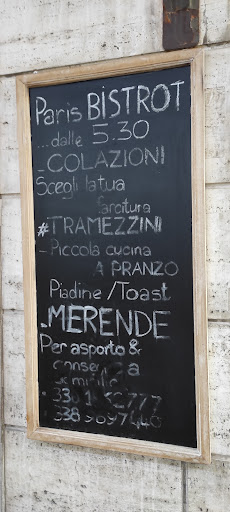 Paris BISTROT
...dalle 5.30
-COLAZIONI
Scegli la tua
farcitura
#TRAMEZZINI
- Piccola cucina
A PRANZO
Piadine/Toast
-MERENDE
Per asporto &
a